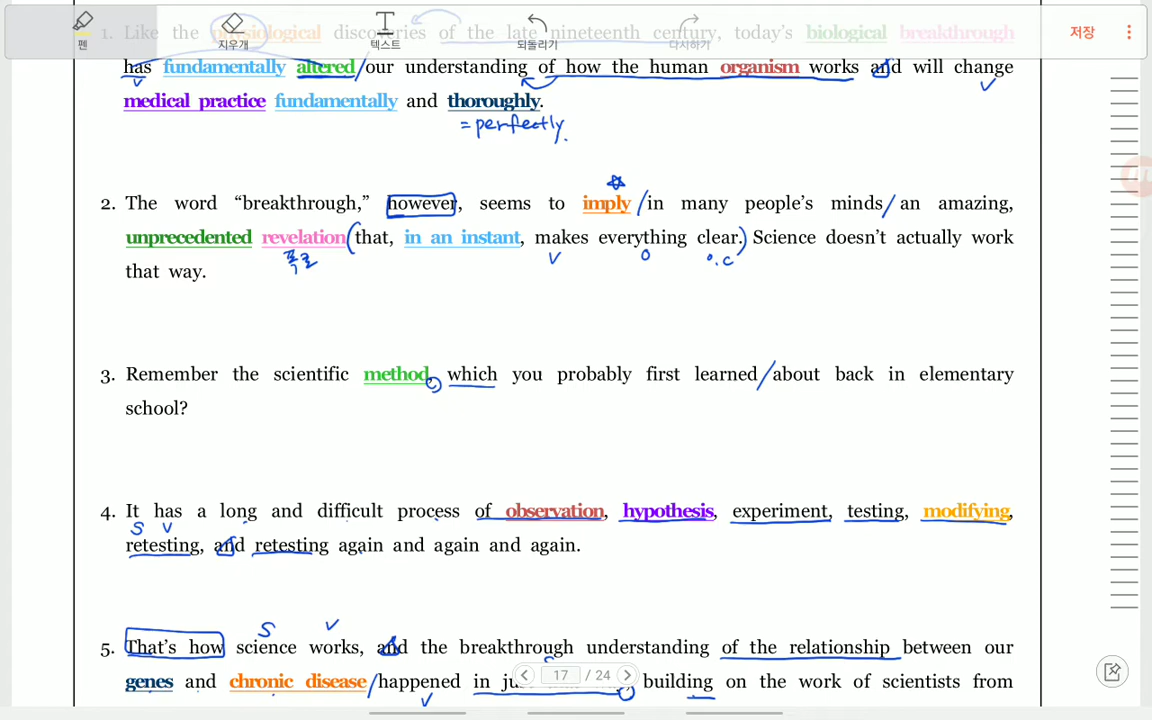 펜
지우개
텍스트
되돌리기
다시하기
저장
1. Like the physiological discoveries of the late nineteenth century, today's biological breakthrough
has fundamentally altered/our understanding of how the human organism works and will change
v
v
medical practice fundamentally and thoroughly.
= perfectly.
2. The word “breakthrough,” however, seems to imply/in many people's minds/an amazing,
unprecedented revelation(that, in an instant, makes everything clear.) Science doesn't actually work
폭로
v
o
o.c
that way.
3. Remember the scientific method, which you probably first learned/about back in elementary
school?
4. It has a long and difficult process of observation, hypothesis, experiment, testing, modifying,
S
V
retesting, and retesting again and again and again.
S
V
5. That's how science works, and the breakthrough understanding of the relationship between our
genes and chronic disease/happened in just building on the work of scientists from
v
17 / 24